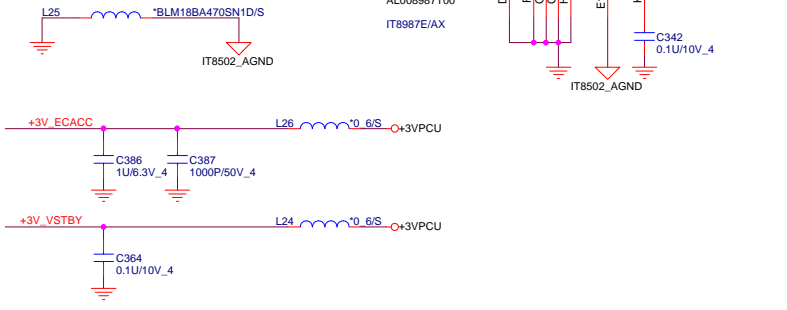 L25
*BLM18BA470SN1D/S
IT8502_AGND
IT8987E/AX
C342
0.1U/10V_4
IT8502_AGND
+3V_ECACC
L26
*0_6/S
+3VPCU
C386
1U/6.3V_4
C387
1000P/50V_4
+3V_VSTBY
L24
*0_6/S
+3VPCU
C364
0.1U/10V_4